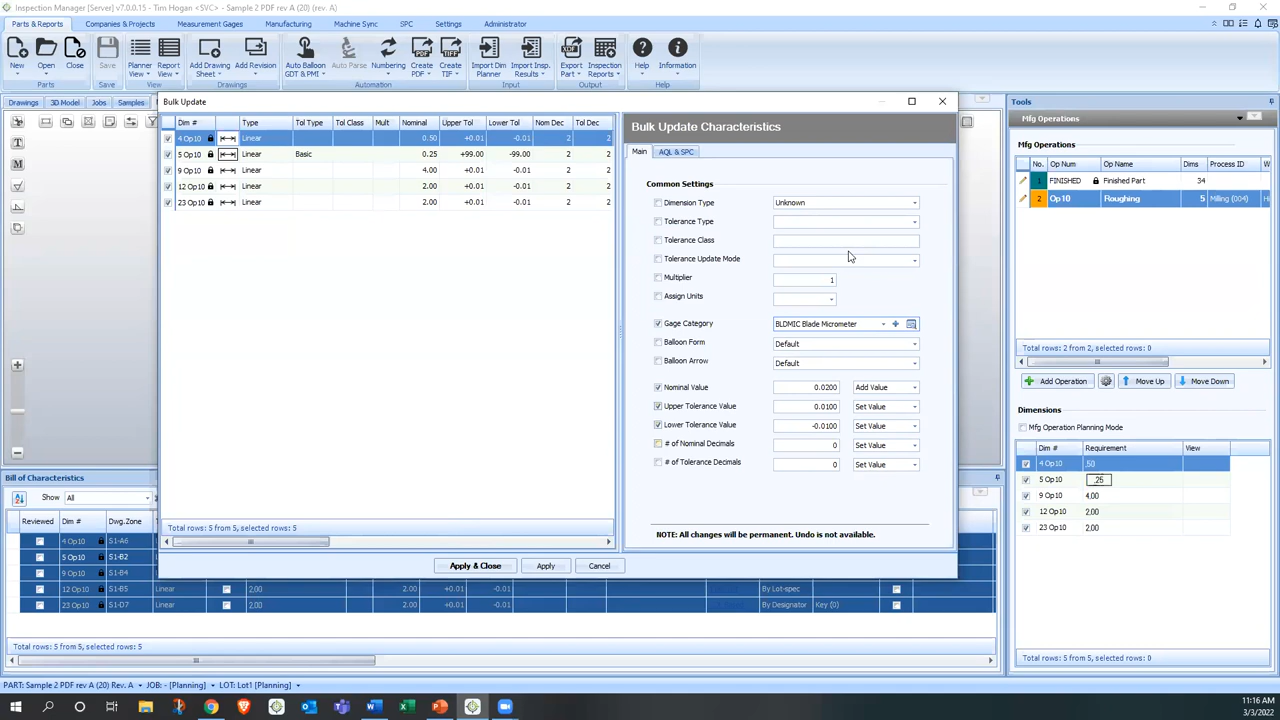 Inspection Manager [Server] v7.0.0.15 - Tim Hogan <SVC> - Sample 2 PDF rev A (20) (rev. A)
Parts & Reports Companies & Projects Measurement Gages Manufacturing Machine Sync SPC Settings Administrator
New Open Close Save Planner View Report View Add Drawing Sheet Add Revision Auto Balloon GDT & PMI Auto Parse Numbering Create PDF Create TIF Import Dim Planner Import Insp. Results Export Part Inspection Reports Help Information
Parts Save View Drawings Automation Input Output Help
Drawings 3D Model Jobs Samples
Bulk Update
Dim # Type Tol Type Tol Class Mult Nominal Upper Tol Lower Tol Nom Dec Tol Dec
4 Op10 Linear 0.50 +0.01 -0.01 2 2
5 Op10 Linear Basic 0.25 +99.00 -99.00 2 2
9 Op10 Linear 4.00 +0.01 -0.01 2 2
12 Op10 Linear 2.00 +0.01 -0.01 2 2
23 Op10 Linear 2.00 +0.01 -0.01 2 2
Total rows: 5 from 5, selected rows: 5
Bulk Update Characteristics
Main AQL & SPC
Common Settings
Dimension Type Unknown
Tolerance Type
Tolerance Class
Tolerance Update Mode
Multiplier 1
Assign Units
Gage Category BLDMIC Blade Micrometer
Balloon Form Default
Balloon Arrow Default
Nominal Value 0.0200 Add Value
Upper Tolerance Value 0.0100 Set Value
Lower Tolerance Value -0.0100 Set Value
# of Nominal Decimals 0 Set Value
# of Tolerance Decimals 0 Set Value
NOTE: All changes will be permanent. Undo is not available.
Apply & Close Apply Cancel
Tools
Mfg Operations
No. Op Num Op Name Dims Process ID W
1 FINISHED Finished Part 34
2 Op10 Roughing 5 Milling (004) Hi
Total rows: 2 from 2, selected rows: 0
Add Operation Move Up Move Down
Dimensions
Mfg Operation Planning Mode
Dim # Requirement View
4 Op10 .50
5 Op10 .25
9 Op10 4.00
12 Op10 2.00
23 Op10 2.00
Total rows: 5 from 5, selected rows: 0
Bill of Characteristics
Show All
Reviewed Dim # Dwg.Zone
4 Op10 S1-A6
5 Op10 S1-B2
9 Op10 S1-B4
12 Op10 S1-B5 Linear 2.00 2.00 +0.01 -0.01 By Lot-spec
23 Op10 S1-D7 Linear 2.00 2.00 +0.01 -0.01 By Designator Key (0)
Total rows: 5 from 5, selected rows: 5
PART: Sample 2 PDF rev A (20) Rev. A JOB: - [Planning] LOT: Lot1 [Planning]
11:16 AM
3/3/2022